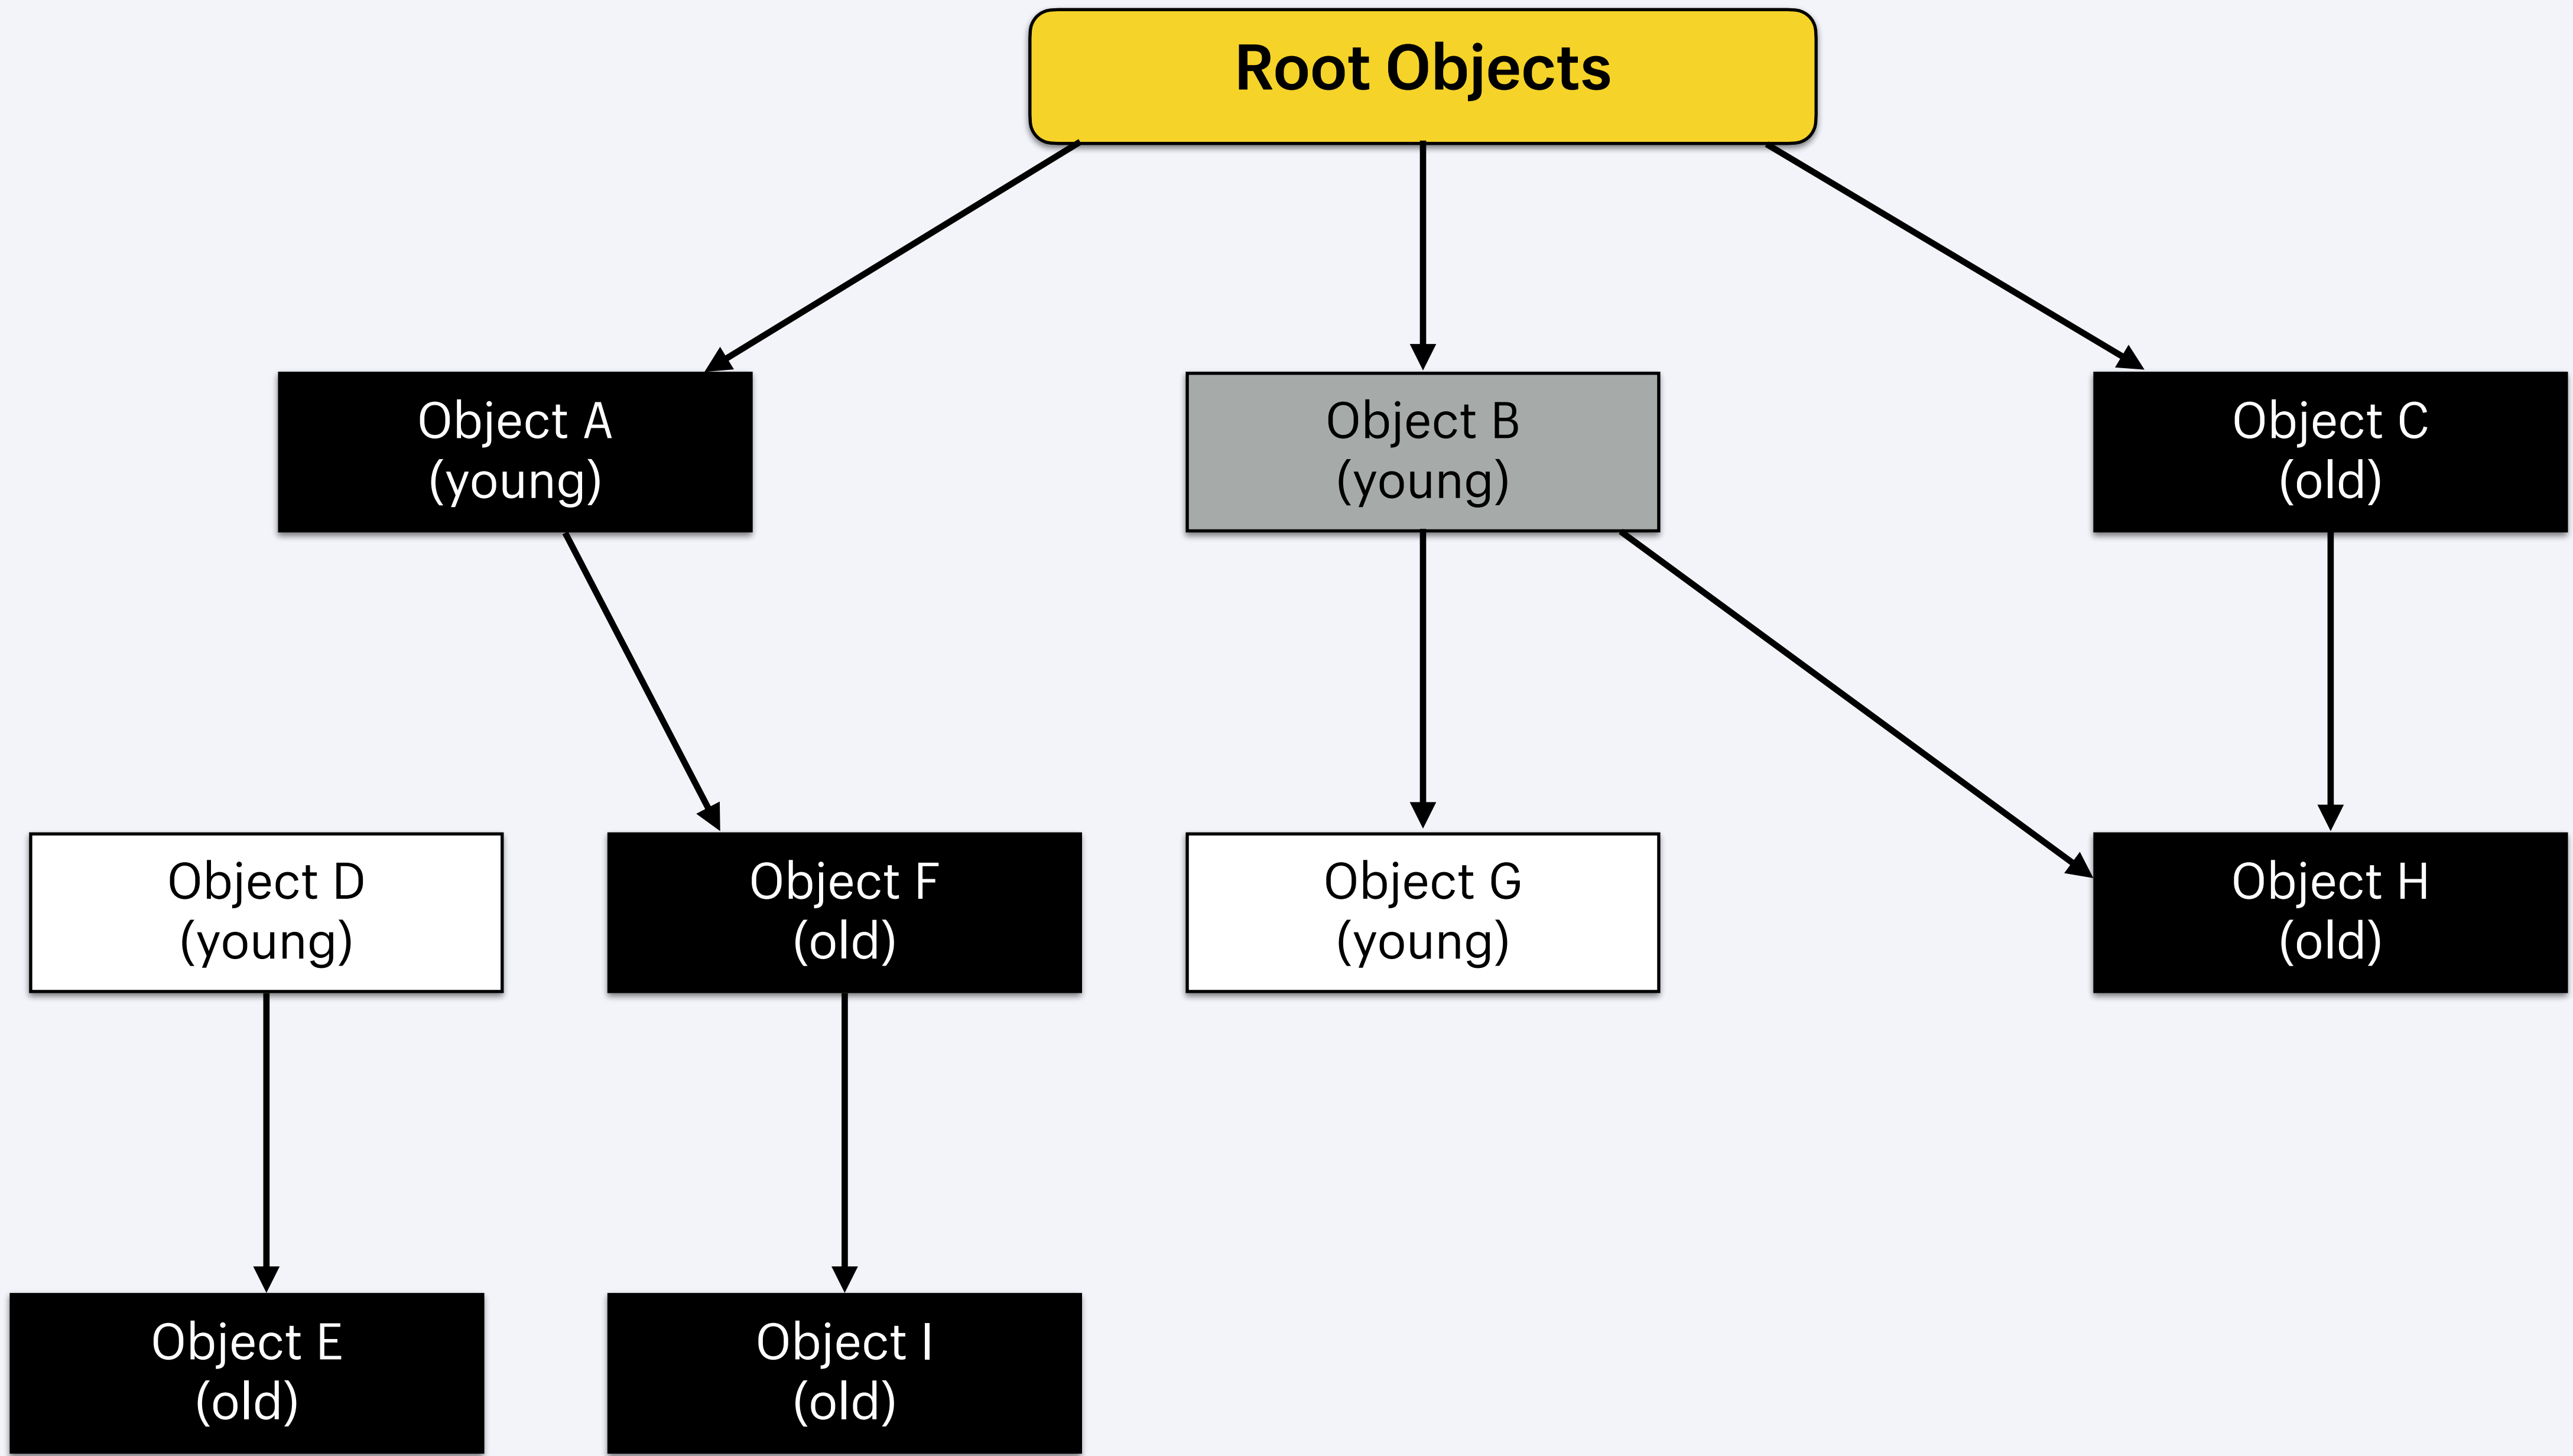 Root Objects
Object A
(young)
Object B
(young)
Object C
(old)
Object D
(young)
Object F
(old)
Object G
(young)
Object H
(old)
Object E
(old)
Object I
(old)